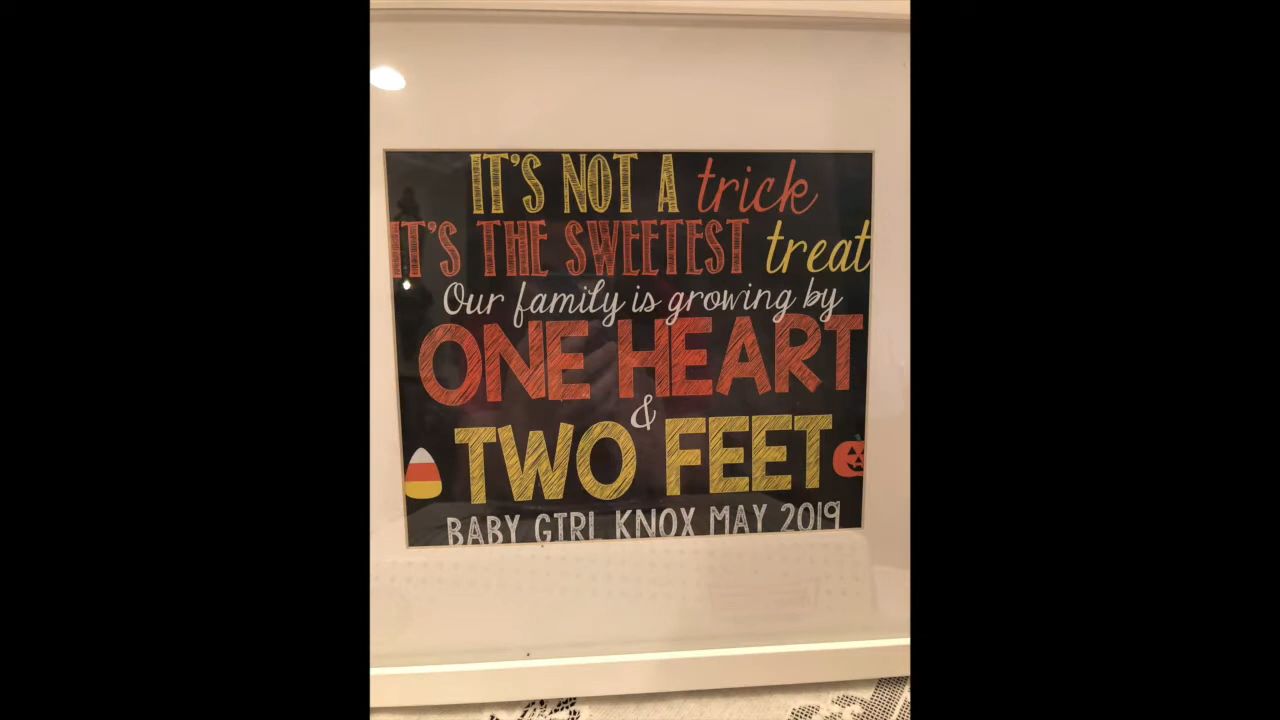 IT'S NOT A trick
IT'S THE SWEETEST treat
Our family is growing by
ONE HEART
&
TWO FEET
BABY GIRL KNOX MAY 2019